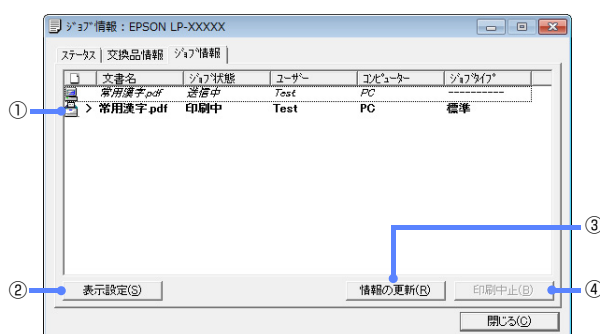 ｼﾞｮﾌﾞ情報 : EPSON LP-XXXXX
ｽﾃｰﾀｽ 交換品情報 ｼﾞｮﾌﾞ情報
文書名 ｼﾞｮﾌﾞ状態 ﾕｰｻﾞｰ ｺﾝﾋﾟｭｰﾀｰ ｼﾞｮﾌﾞﾀｲﾌﾟ
常用漢字.pdf 送信中 Test PC ----------
① > 常用漢字.pdf 印刷中 Test PC 標準
③
② 表示設定(S) 情報の更新(R) 印刷中止(B) ④
閉じる(C)